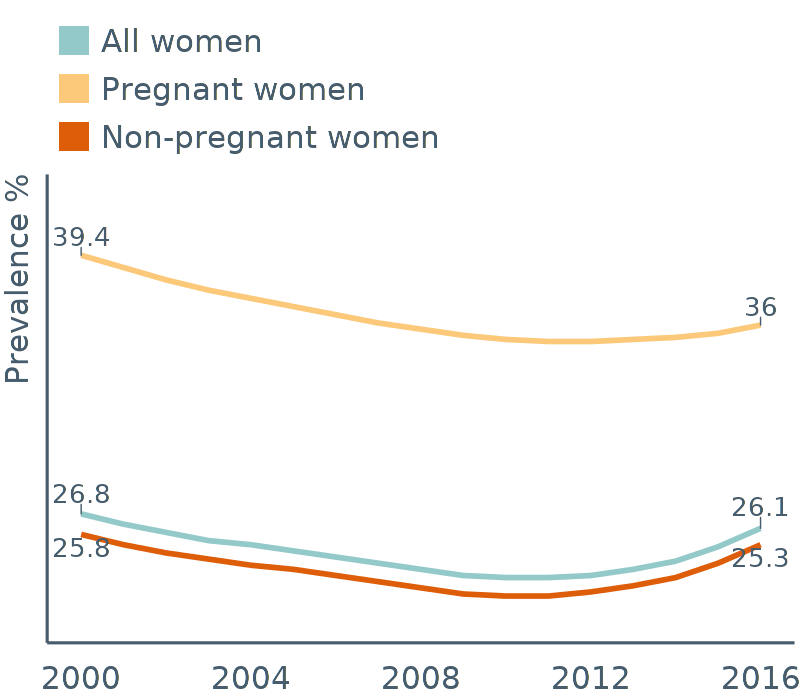 All women
Pregnant women
Non-pregnant women
Prevalence %
39.4
36
26.8
26.1
25.8
25.3
2000 2004 2008 2012 2016